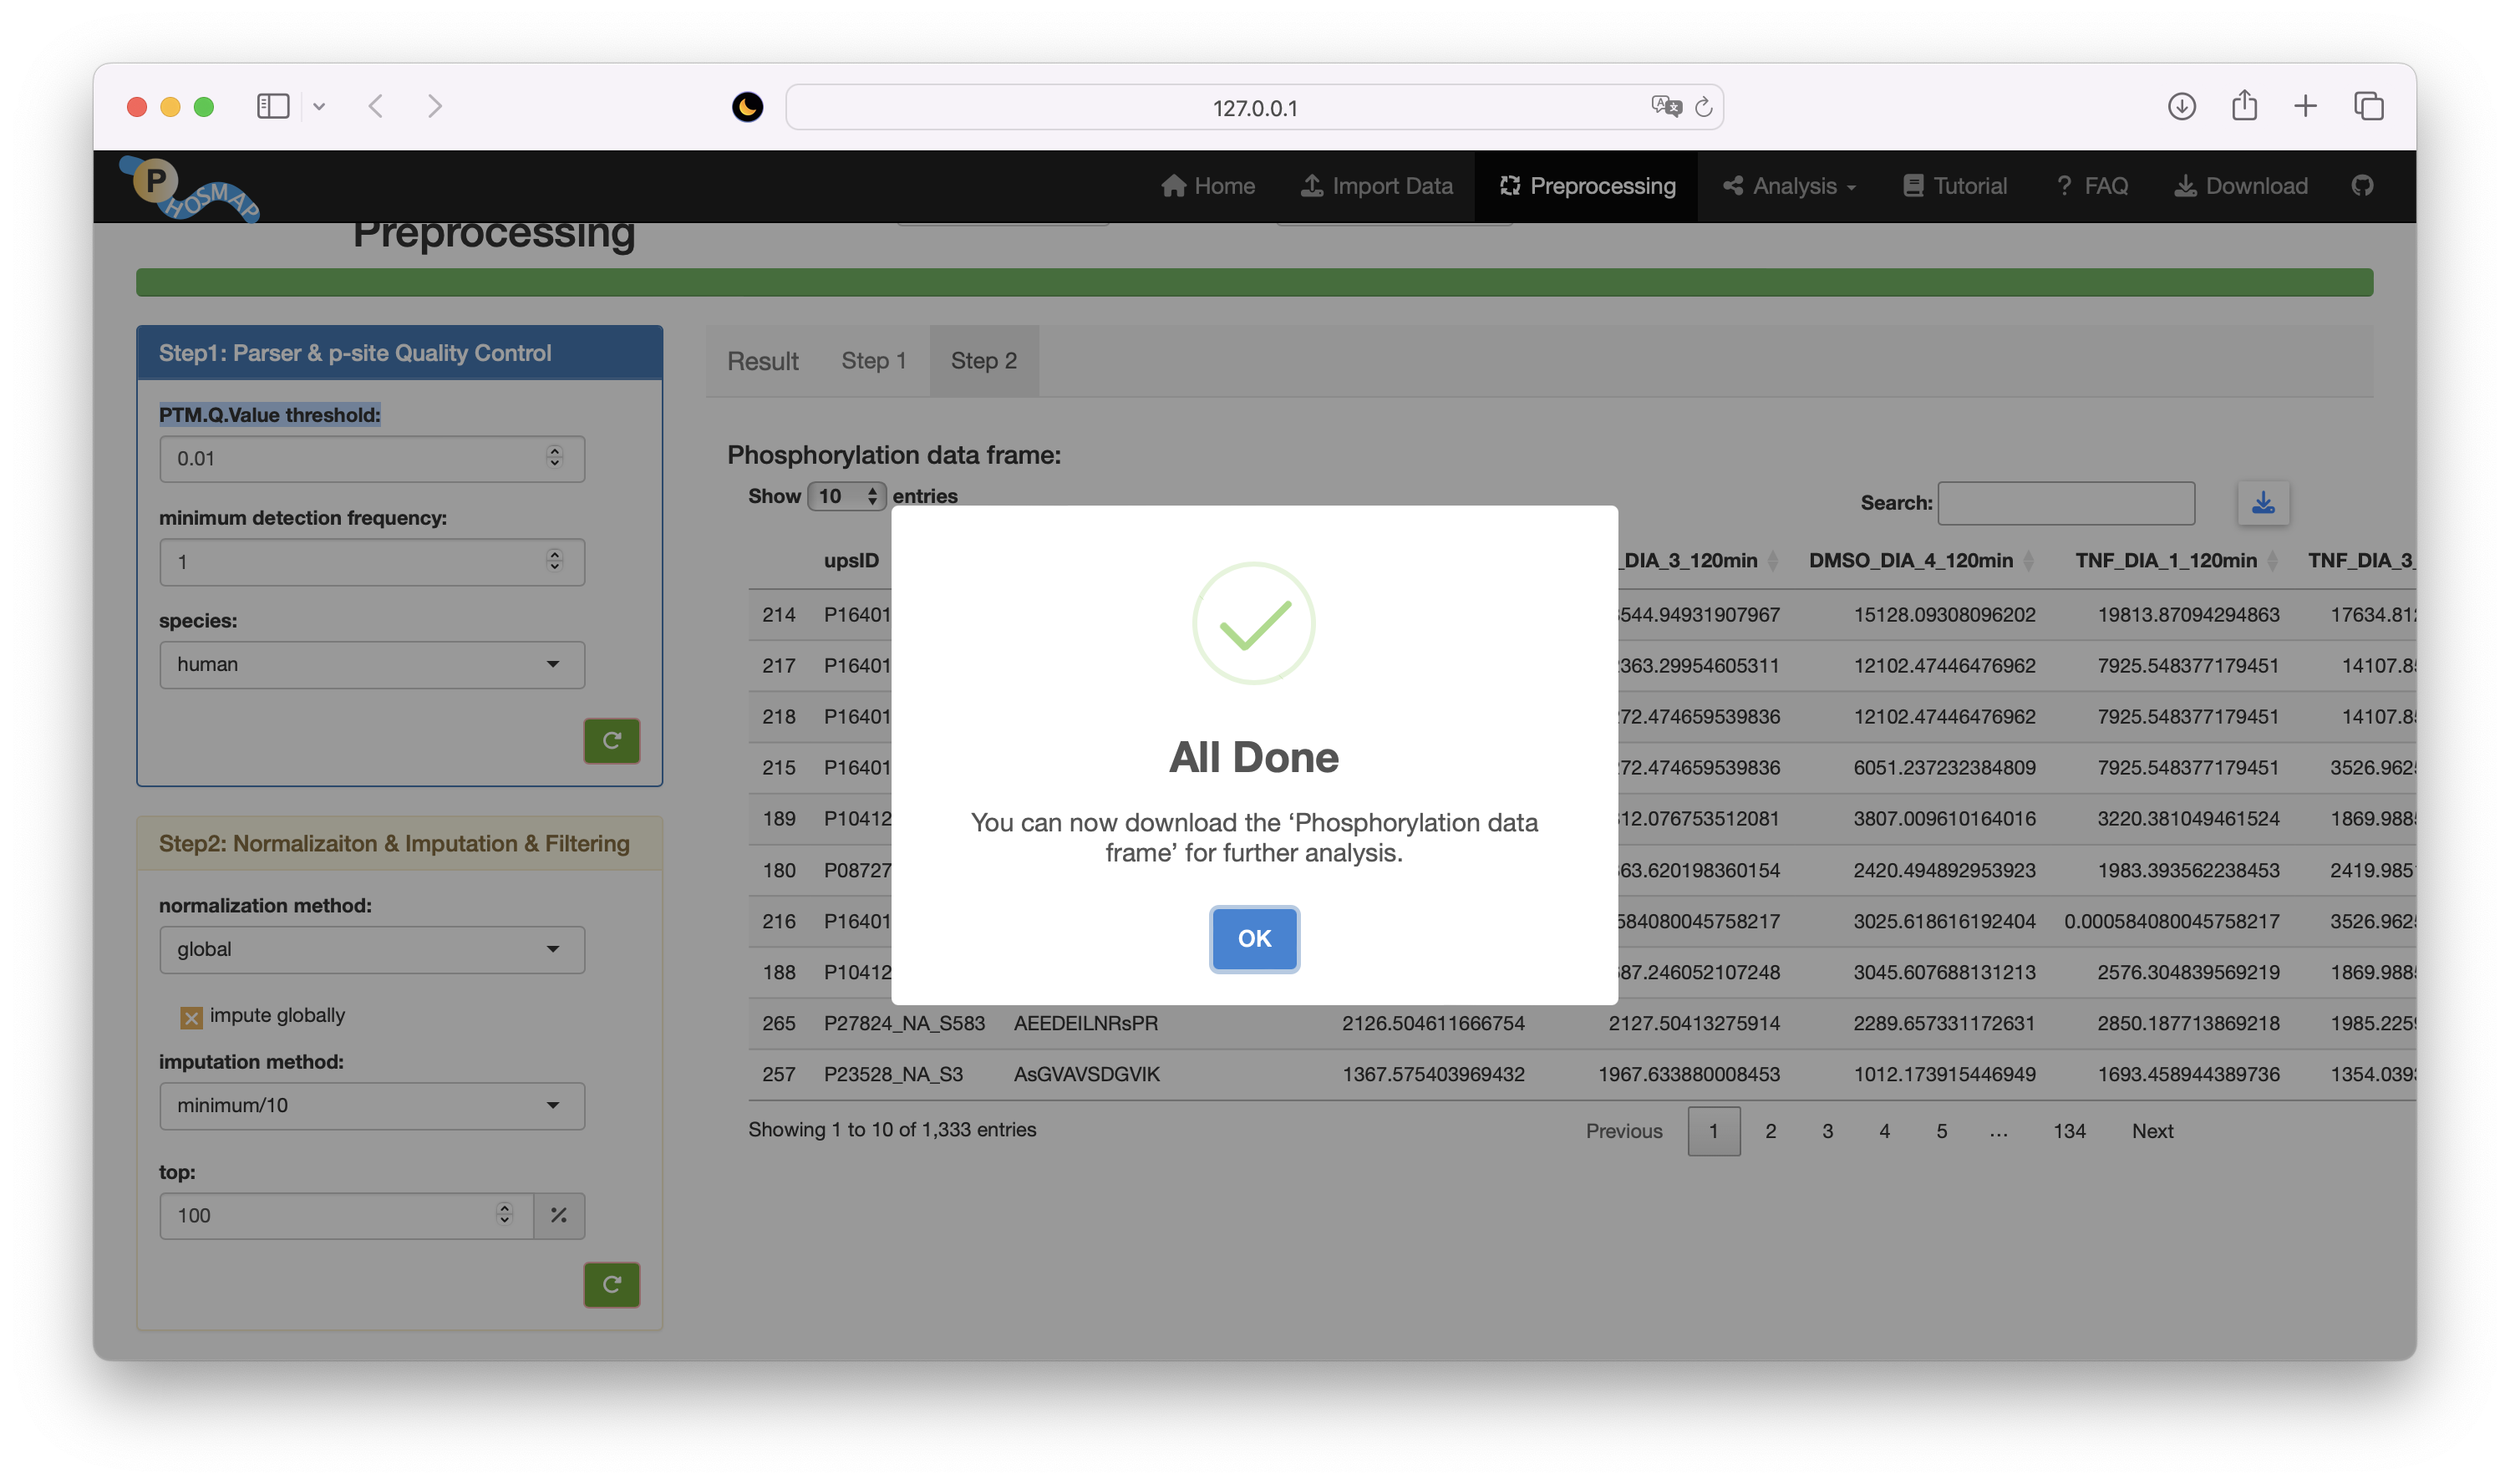 127.0.0.1
PHOSMAP
Home Import Data Preprocessing Analysis Tutorial ? FAQ Download
Preprocessing
Step1: Parser & p-site Quality Control
PTM.Q.Value threshold:
0.01
minimum detection frequency:
1
species:
human
Step2: Normalizaiton & Imputation & Filtering
normalization method:
global
impute globally
imputation method:
minimum/10
top:
100 %
Result Step 1 Step 2
Phosphorylation data frame:
Show 10 entries
Search:
upsID _DIA_3_120min DMSO_DIA_4_120min TNF_DIA_1_120min TNF_DIA_3_
214 P16401 544.94931907967 15128.09308096202 19813.87094294863 17634.81
217 P16401 363.29954605311 12102.47446476962 7925.548377179451 14107.8
218 P16401 72.474659539836 12102.47446476962 7925.548377179451 14107.8
215 P16401 72.474659539836 6051.237232384809 7925.548377179451 3526.962
189 P10412 12.076753512081 3807.009610164016 3220.381049461524 1869.988
180 P08727 63.620198360154 2420.494892953923 1983.393562238453 2419.985
216 P16401 584080045758217 3025.618616192404 0.000584080045758217 3526.962
188 P10412 87.246052107248 3045.607688131213 2576.304839569219 1869.988
265 P27824_NA_S583 AEEDEILNRsPR 2126.504611666754 2127.50413275914 2289.657331172631 2850.187713869218 1985.225
257 P23528_NA_S3 AsGVAVSDGVIK 1367.575403969432 1967.633880008453 1012.173915446949 1693.458944389736 1354.039
Showing 1 to 10 of 1,333 entries
Previous 1 2 3 4 5 … 134 Next
All Done
You can now download the ‘Phosphorylation data
frame’ for further analysis.
OK